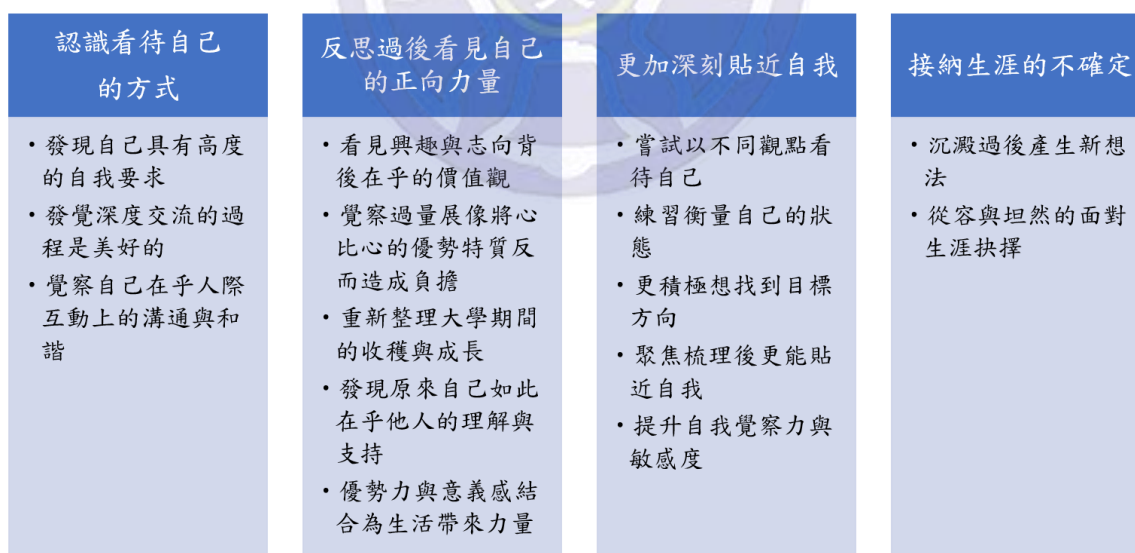 認識看待自己
的方式
・發現自己具有高度
的自我要求
・發覺深度交流的過
程是美好的
・覺察自己在乎人際
互動上的溝通與和
諧
反思過後看見自己
的正向力量
・看見興趣與志向背
後在乎的價值觀
・覺察過量展像將心
比心的優勢特質反
而造成負擔
・重新整理大學期間
的收穫與成長
・發現原來自己如此
在乎他人的理解與
支持
・優勢力與意義感結
合為生活帶來力量
更加深刻貼近自我
・嘗試以不同觀點看
待自己
・練習衡量自己的狀
態
・更積極想找到目標
方向
・聚焦梳理後更能貼
近自我
・提升自我覺察力與
敏感度
接納生涯的不確定
・沉澱過後產生新想
法
・從容與坦然的面對
生涯抉擇